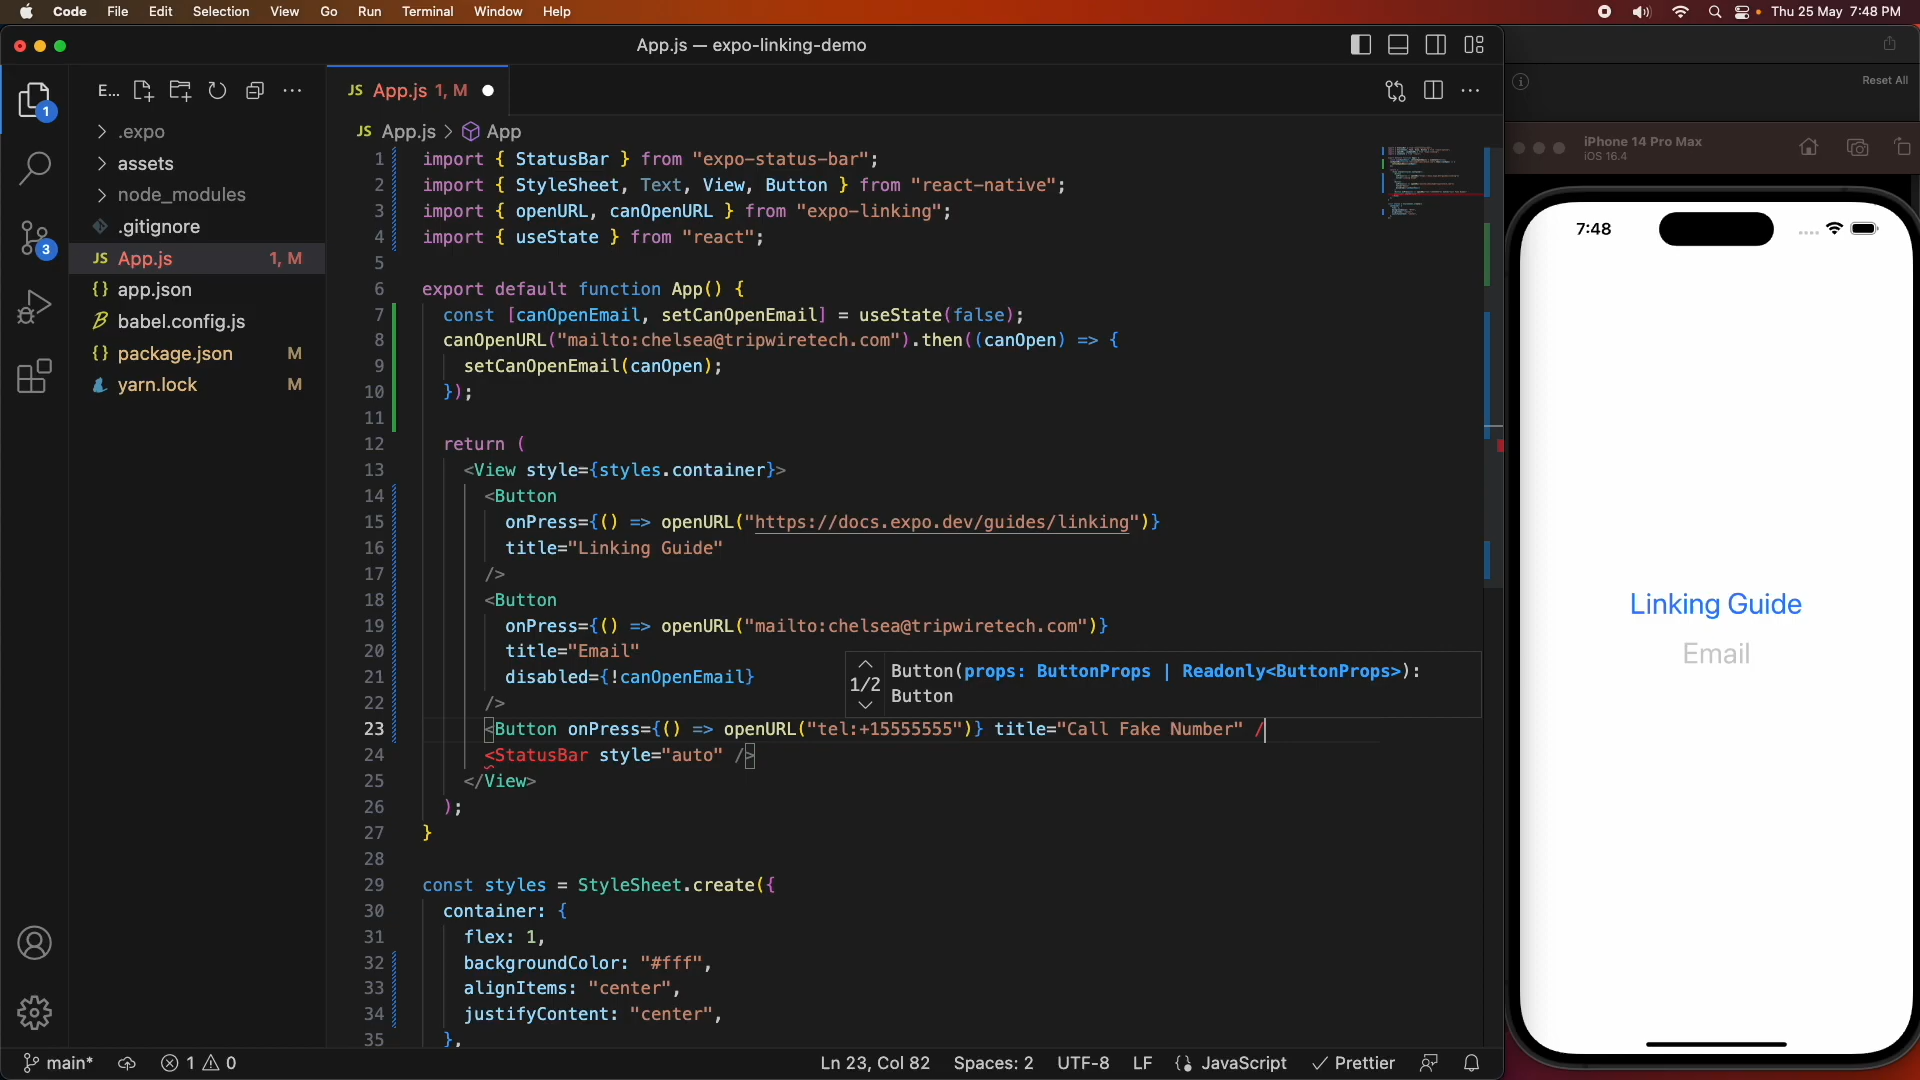 Code File Edit Selection View Go Run Terminal Window Help Thu 25 May 7:48 PM
App.js — expo-linking-demo
E... JS App.js 1, M
Reset All
JS App.js > App
iPhone 14 Pro Max
iOS 16.4
.expo
assets
node_modules
.gitignore
JS App.js 1, M
{} app.json
babel.config.js
{} package.json M
yarn.lock M
1
3
1 import { StatusBar } from "expo-status-bar";
2 import { StyleSheet, Text, View, Button } from "react-native";
3 import { openURL, canOpenURL } from "expo-linking";
4 import { useState } from "react";
5
6 export default function App() {
7 const [canOpenEmail, setCanOpenEmail] = useState(false);
8 canOpenURL("mailto:chelsea@tripwiretech.com").then((canOpen) => {
9 setCanOpenEmail(canOpen);
10 });
11
12 return (
13 <View style={styles.container}>
14 <Button
15 onPress={() => openURL("https://docs.expo.dev/guides/linking")}
16 title="Linking Guide"
17 />
18 <Button
19 onPress={() => openURL("mailto:chelsea@tripwiretech.com")}
20 title="Email"
21 disabled={!canOpenEmail}
22 />
23 <Button onPress={() => openURL("tel:+15555555")} title="Call Fake Number" /
24 <StatusBar style="auto" />
25 </View>
26 );
27 }
28
29 const styles = StyleSheet.create({
30 container: {
31 flex: 1,
32 backgroundColor: "#fff",
33 alignItems: "center",
34 justifyContent: "center",
35 },
1/2 Button(props: ButtonProps | Readonly<ButtonProps>):
Button
7:48
Linking Guide
Email
main* 1 0 Ln 23, Col 82 Spaces: 2 UTF-8 LF {} JavaScript Prettier